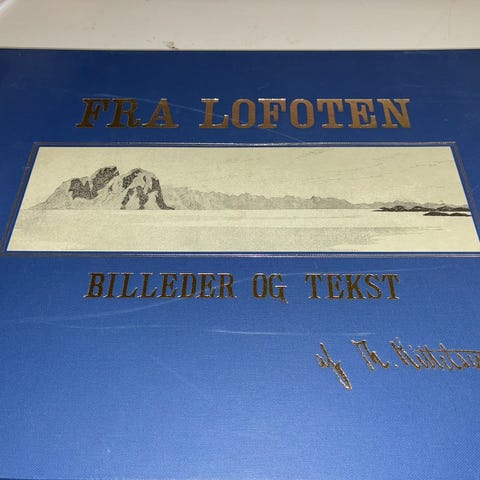 FRA LOFOTEN
BILLEDER OG TEKST
af Th.